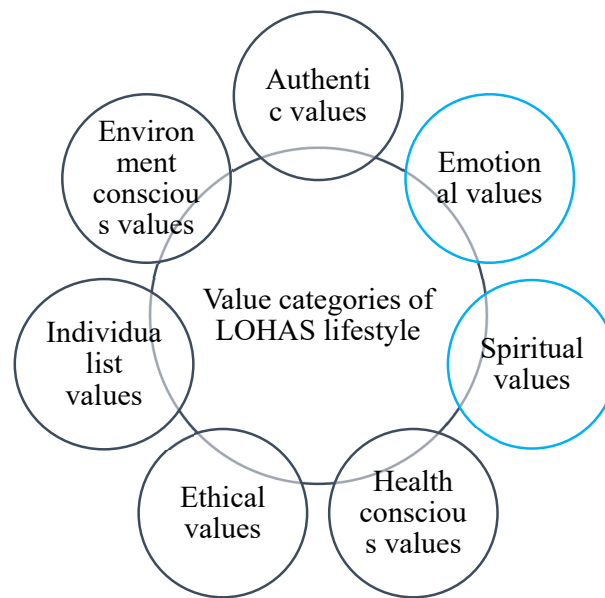 Authenti
c values
Emotion
al values
Spiritual
values
Health
consciou
s values
Ethical
values
Individua
list
values
Environ
ment
consciou
s values
Value categories of
LOHAS lifestyle